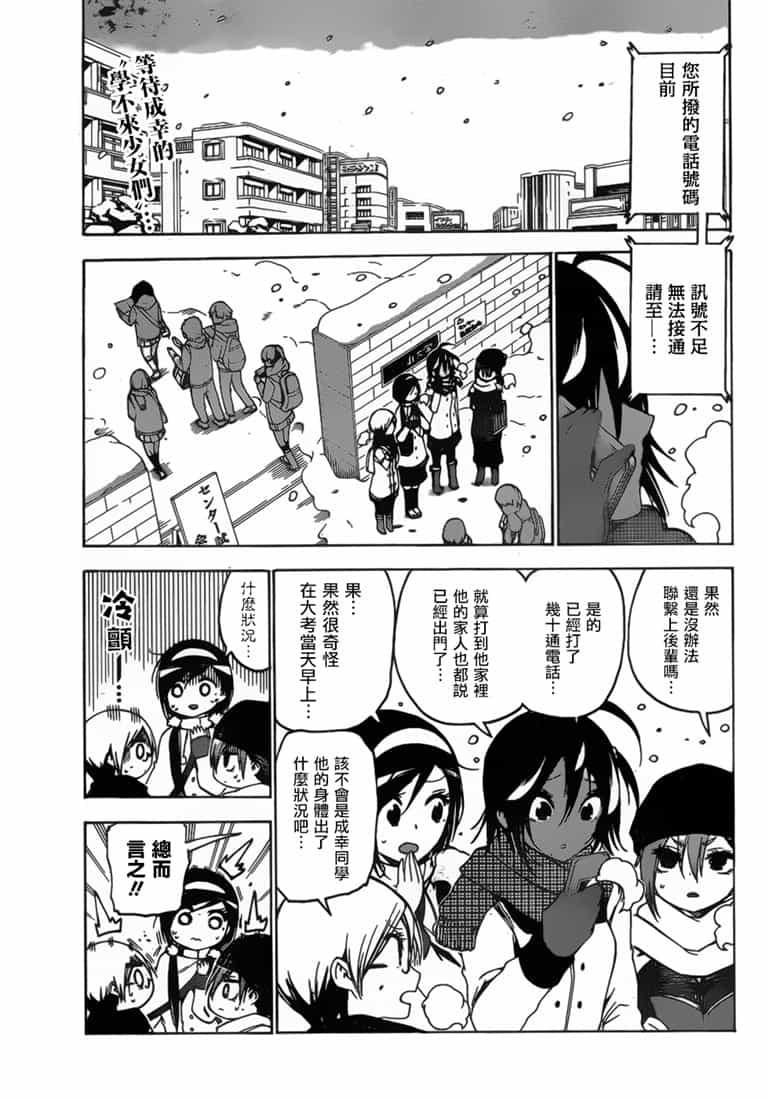 您所撥的電話號碼
目前
訊號不足
無法接通
請至—…
等待成幸的
〝學不來少女們〞…
センター試
果然
還是沒辦法
聯繫上後輩嗎…
是的
已經打了
幾十通電話…
就算打到他家裡
他的家人也都說
已經出門了…
果…
果然很奇怪
在大考當天早上…
該不會是成幸同學
他的身體出了
什麼狀況吧…
什麼狀況…
冷顫—…
總而
言之!!